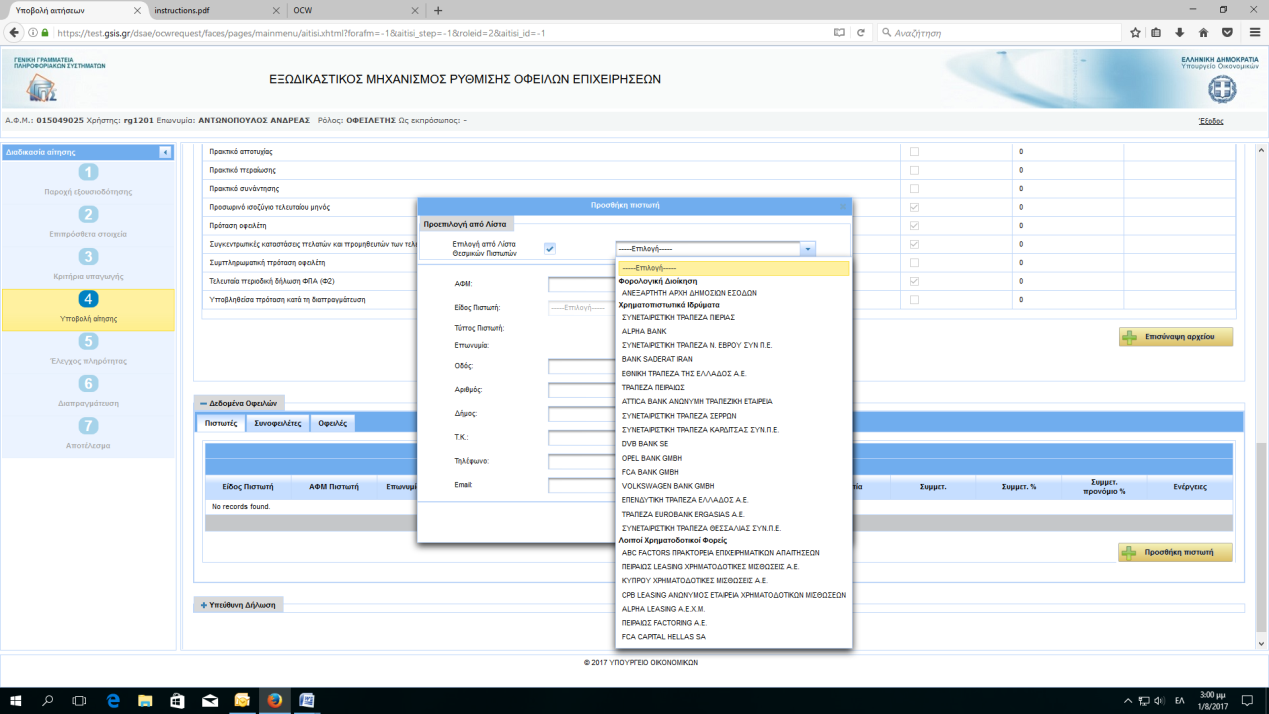 Υποβολή αιτήσεων
instructions.pdf
OCW
https://test.gsis.gr/dsae/ocwrequest/faces/pages/mainmenu/aitisi.xhtml?forafm=-1&aitisi_step=-1&roleid=2&aitisi_id=-1
Αναζήτηση
ΓΕΝΙΚΗ ΓΡΑΜΜΑΤΕΙΑ
ΠΛΗΡΟΦΟΡΙΑΚΩΝ ΣΥΣΤΗΜΑΤΩΝ
ΕΞΩΔΙΚΑΣΤΙΚΟΣ ΜΗΧΑΝΙΣΜΟΣ ΡΥΘΜΙΣΗΣ ΟΦΕΙΛΩΝ ΕΠΙΧΕΙΡΗΣΕΩΝ
ΕΛΛΗΝΙΚΗ ΔΗΜΟΚΡΑΤΙΑ
Υπουργείο Οικονομικών
Α.Φ.Μ.: 015049025 Χρήστης: rg1201 Επωνυμία: ΑΝΤΩΝΟΠΟΥΛΟΣ ΑΝΔΡΕΑΣ Ρόλος: ΟΦΕΙΛΕΤΗΣ Ως εκπρόσωπος: -
Έξοδος
Διαδικασία αίτησης
1
Παροχή εξουσιοδότησης
2
Επιπρόσθετα στοιχεία
3
Κριτήρια υπαγωγής
4
Υποβολή αίτησης
5
Έλεγχος πληρότητας
6
Διαπραγμάτευση
7
Αποτέλεσμα
Πρακτικό αποτυχίας 0
Πρακτικό περαίωσης 0
Πρακτικό συνάντησης 0
Προσωρινό ισοζύγιο τελευταίου μηνός 0
Πρόταση οφειλέτη 0
Συγκεντρωτικές καταστάσεις πελατών και προμηθευτών των 0
Συμπληρωματική πρόταση οφειλέτη 0
Τελευταία περιοδική δήλωση ΦΠΑ (Φ2) 0
Υποβληθείσα πρόταση κατά τη διαπραγμάτευση 0
Επισύναψη αρχείου
Δεδομένα Οφειλών
Πιστωτές Συνοφειλέτες Οφειλές
Είδος Πιστωτή ΑΦΜ Πιστωτή Συμμετ. Συμμετ. % Συμμετ. προνόμιο % Ενέργειες
No records found.
Προσθήκη πιστωτή
Υπεύθυνη Δήλωση
Προσθήκη πιστωτή
Προεπιλογή από Λίστα
Επιλογή από Λίστα
Θεσμικών Πιστωτών
-----Επιλογή-----
ΑΦΜ:
Είδος Πιστωτή: -----Επιλογή-----
Τύπος Πιστωτή:
Επωνυμία:
Οδός:
Αριθμός:
Δήμος:
Τ.Κ.:
Τηλέφωνο:
Email:
-----Επιλογή-----
Φορολογική Διοίκηση
ΑΝΕΞΑΡΤΗΤΗ ΑΡΧΗ ΔΗΜΟΣΙΩΝ ΕΣΟΔΩΝ
Χρηματοπιστωτικά Ιδρύματα
ΣΥΝΕΤΑΙΡΙΣΤΙΚΗ ΤΡΑΠΕΖΑ ΠΙΕΡΙΑΣ
ALPHA BANK
ΣΥΝΕΤΑΙΡΙΣΤΙΚΗ ΤΡΑΠΕΖΑ Ν. ΕΒΡΟΥ ΣΥΝ Π.Ε.
BANK SADERAT IRAN
ΕΘΝΙΚΗ ΤΡΑΠΕΖΑ ΤΗΣ ΕΛΛΑΔΟΣ Α.Ε.
ΤΡΑΠΕΖΑ ΠΕΙΡΑΙΩΣ
ATTICA BANK ΑΝΩΝΥΜΗ ΤΡΑΠΕΖΙΚΗ ΕΤΑΙΡΕΙΑ
ΣΥΝΕΤΑΙΡΙΣΤΙΚΗ ΤΡΑΠΕΖΑ ΣΕΡΡΩΝ
ΣΥΝΕΤΑΙΡΙΣΤΙΚΗ ΤΡΑΠΕΖΑ ΚΑΡΔΙΤΣΑΣ ΣΥΝ.Π.Ε.
DVB BANK SE
OPEL BANK GMBH
FCA BANK GMBH
VOLKSWAGEN BANK GMBH
ΕΠΕΝΔΥΤΙΚΗ ΤΡΑΠΕΖΑ ΕΛΛΑΔΟΣ Α.Ε.
ΤΡΑΠΕΖΑ EUROBANK ERGASIAS Α.Ε.
ΣΥΝΕΤΑΙΡΙΣΤΙΚΗ ΤΡΑΠΕΖΑ ΘΕΣΣΑΛΙΑΣ ΣΥΝ.Π.Ε.
Λοιποί Χρηματοδοτικοί Φορείς
ABC FACTORS ΠΡΑΚΤΟΡΕΙΑ ΕΠΙΧΕΙΡΗΜΑΤΙΚΩΝ ΑΠΑΙΤΗΣΕΩΝ
ΠΕΙΡΑΙΩΣ LEASING ΧΡΗΜΑΤΟΔΟΤΙΚΕΣ ΜΙΣΘΩΣΕΙΣ Α.Ε.
ΚΥΠΡΟΥ ΧΡΗΜΑΤΟΔΟΤΙΚΕΣ ΜΙΣΘΩΣΕΙΣ Α.Ε.
CPB LEASING ΑΝΩΝΥΜΟΣ ΕΤΑΙΡΕΙΑ ΧΡΗΜΑΤΟΔΟΤΙΚΩΝ ΜΙΣΘΩΣΕΩΝ
ALPHA LEASING Α.Ε.Χ.Μ.
ΠΕΙΡΑΙΩΣ FACTORING Α.Ε.
FCA CAPITAL HELLAS SA
© 2017 ΥΠΟΥΡΓΕΙΟ ΟΙΚΟΝΟΜΙΚΩΝ
ΕΛ
3:00 μμ
1/8/2017